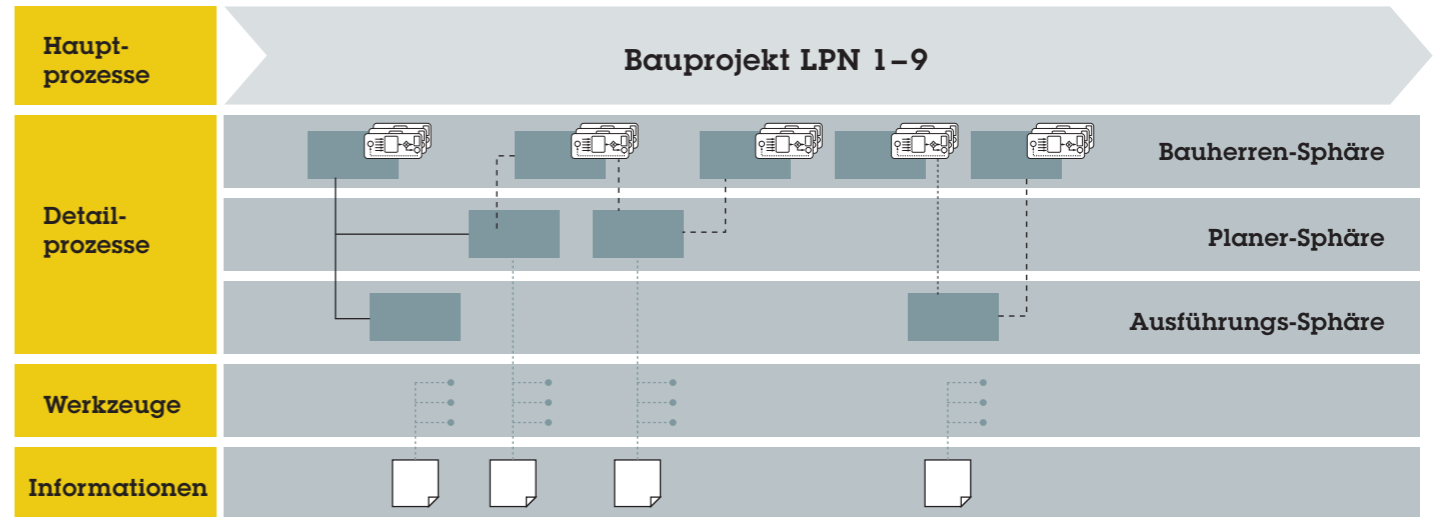 Haupt-
prozesse
Bauprojekt LPN 1–9
Bauherren-Sphäre
Detail-
prozesse
Planer-Sphäre
Ausführungs-Sphäre
Werkzeuge
Informationen